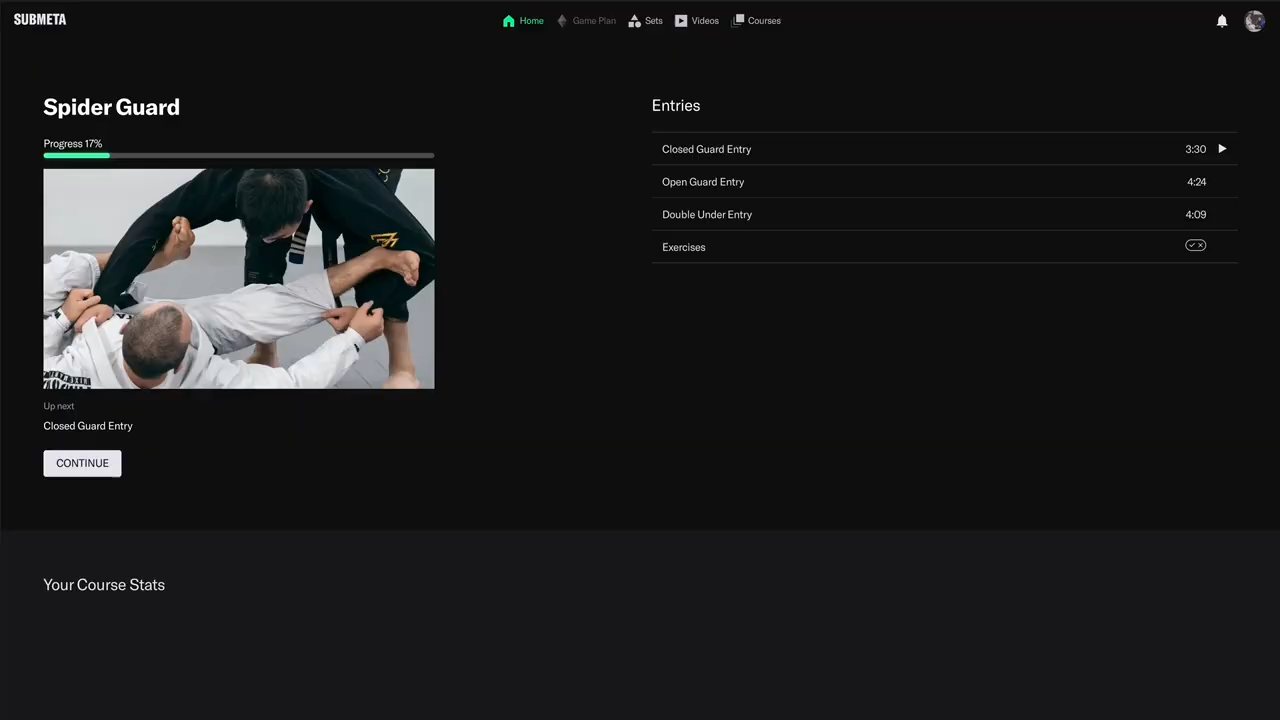 SUBMETA
Home
Game Plan
Sets
Videos
Courses
Spider Guard
Progress 17%
Up next
Closed Guard Entry
CONTINUE
Entries
Closed Guard Entry 3:30
Open Guard Entry 4:24
Double Under Entry 4:09
Exercises
Your Course Stats